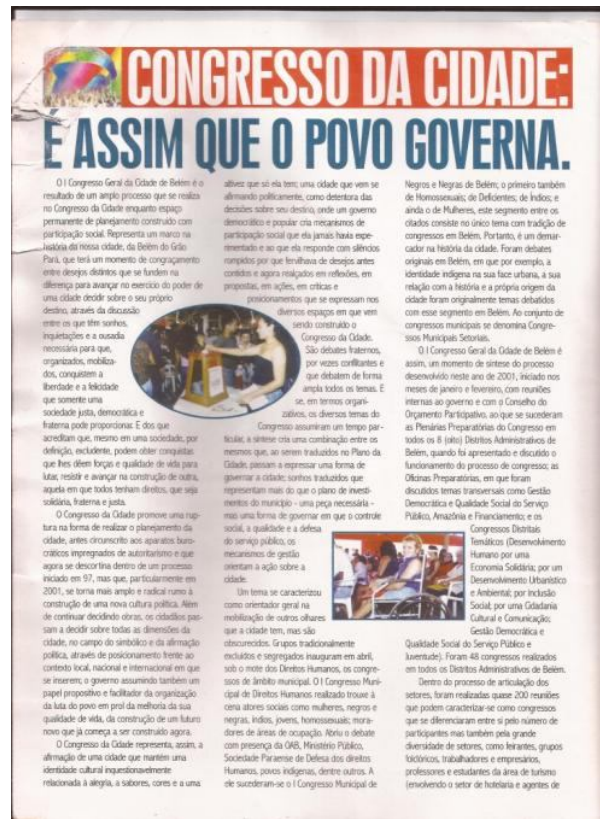 CONGRESSO DA CIDADE:
É ASSIM QUE O POVO GOVERNA.
O I Congresso Geral da Cidade de Belém é o
resultado de um amplo processo que se realiza
no Congresso da Cidade enquanto espaço
permanente de planejamento construído com
participação social. Representa um marco na
história da nossa cidade, da Belém do Grão
Pará, que terá um momento de congraçamento
entre desejos distintos que se fundem na
diferença para avançar no exercício do poder de
uma cidade decidir sobre o seu próprio
destino, através da discussão
entre os que têm sonhos,
inquietações e a ousadia
necessária para que,
organizados, mobiliza-
dos, conquistem a
liberdade e a felicidade
que somente uma
sociedade justa, democrática e
fraterna pode proporcionar. E dos que
acreditam que, mesmo em uma sociedade, por
definição, excludente, podem obter conquistas
que lhes dêem forças e qualidade de vida para
lutar, resistir e avançar na construção de outra,
aquela em que todos tenham direitos, que seja
solidária, fraterna e justa.
O Congresso da Cidade promove uma rup-
tura na forma de realizar o planejamento da
cidade, antes circunscrito aos aparatos buro-
cráticos impregnados de autoritarismo e que
agora se descortina dentro de um processo
iniciado em 97, mas que, particularmente em
2001, se torna mais amplo e radical rumo à
construção de uma nova cultura política. Além
de continuar decidindo obras, os cidadãos pas-
sam a decidir sobre todas as dimensões da
cidade, no campo do simbólico e da afirmação
política, através de posicionamento frente ao
contexto local, nacional e internacional em que
se inserem; o governo assumindo também um
papel propositivo e facilitador da organização
da luta do povo em prol da melhoria da sua
qualidade de vida, da construção de um futuro
novo que já começa a ser construído agora.
O Congresso da Cidade representa, assim, a
afirmação de uma cidade que mantém uma
identidade cultural inquestionavelmente
relacionada à alegria, a sabores, cores e a uma
altivez que só ela tem; uma cidade que vem se
afirmando politicamente, como detentora das
decisões sobre seu destino, onde um governo
democrático e popular cria mecanismos de
participação social que ela jamais havia expe-
rimentado e ao que ela responde com silêncios
rompidos por que fervilhava de desejos antes
contidos e agora realçados em reflexões, em
propostas, em ações, em críticas e
posicionamentos que se expressam nos
diversos espaços em que vem
sendo construído o
Congresso da Cidade.
São debates fraternos,
por vezes conflitantes e
que debatem de forma
ampla todos os temas. E
se, em termos organi-
zativos, os diversos temas do
Congresso assumiram um tempo par-
ticular, a síntese cria uma combinação entre os
mesmos que, ao serem traduzidos no Plano da
Cidade, passam a expressar uma forma de
governar a cidade; sonhos traduzidos que
representam mais do que o plano de investi-
mentos do município - uma peça necessária -
mas uma forma de governar em que o controle
social, a qualidade e a defesa
do serviço público, os
mecanismos de gestão
orientam a ação sobre a
cidade.
Um tema se caracterizou
como orientador geral na
mobilização de outros olhares
que a cidade tem, mas são
obscurecidos. Grupos tradicionalmente
excluídos e segregados inauguram em abril,
sob o mote dos Direitos Humanos, os congres-
sos de âmbito municipal. O I Congresso Muni-
cipal de Direitos Humanos realizado trouxe à
cena atores sociais como mulheres, negros e
negras, índios, jovens, homossexuais; mora-
dores de áreas de ocupação. Abriu o debate
com presença da OAB, Ministério Público,
Sociedade Paraense de Defesa dos direitos
Humanos, povos indígenas, dentre outros. A
ele sucederam-se o I Congresso Municipal de
Negros e Negras de Belém; o primeiro também
de Homossexuais; de Deficientes; de Índios; e
ainda o de Mulheres, este segmento entre os
citados consiste no único tema com tradição de
congressos em Belém. Portanto, é um demar-
cador na história da cidade. Foram debates
originais em Belém, em que por exemplo, a
identidade indígena na sua face urbana, a sua
relação com a história e a própria origem da
cidade foram originalmente temas debatidos
com esse segmento em Belém. Ao conjunto de
congressos municipais se denomina Congre-
ssos Municipais Setoriais.
O I Congresso Geral da Cidade de Belém é
assim, um momento de síntese do processo
desenvolvido neste ano de 2001, iniciado nos
meses de janeiro e fevereiro, com reuniões
internas ao governo e com o Conselho do
Orçamento Participativo, ao que se sucederam
as Plenárias Preparatórias do Congresso em
todos os 8 (oito) Distritos Administrativos de
Belém, quando foi apresentado e discutido o
funcionamento do processo de congresso; as
Oficinas Preparatórias, em que foram
discutidos temas transversais como Gestão
Democrática e Qualidade Social do Serviço
Público, Amazônia e Financiamento; e os
Congressos Distritais
Temáticos (Desenvolvimento
Humano por uma
Economia Solidária; por um
Desenvolvimento Urbanístico
e Ambiental; por Inclusão
Social; por uma Cidadania
Cultural e Comunicação;
Gestão Democrática e
Qualidade Social do Serviço Público e
Juventude). Foram 48 congressos realizados
em todos os Distritos Administrativos de Belém.
Dentro do processo de articulação dos
setores, foram realizadas quase 200 reuniões
que podem caracterizar-se como congressos
que se diferenciaram entre si pelo número de
participantes mas também pela grande
diversidade de setores, como feirantes, grupos
folclóricos, trabalhadores e empresários,
professores e estudantes da área de turismo
(envolvendo o setor de hotelaria e agentes de